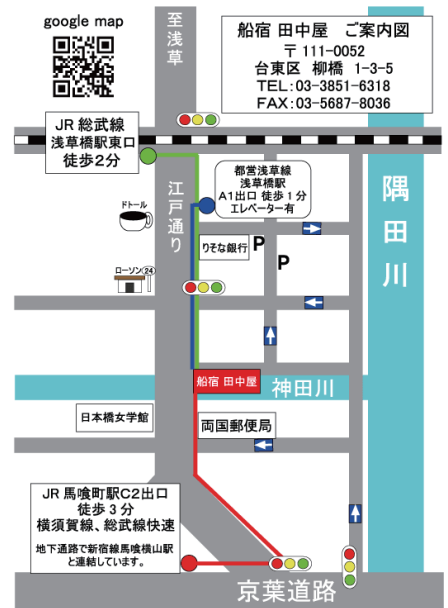 google map
至浅草
船宿 田中屋　ご案内図
〒 111-0052
台東区 柳橋 1-3-5
TEL:03-3851-6318
FAX:03-5687-8036
JR 総武線
浅草橋駅東口
徒歩2分
都営浅草線
浅草橋駅
A1出口 徒歩1分
エレベーター有
隅田川
江戸通り
ドトール
りそな銀行
P
P
ローソン
24
船宿 田中屋
神田川
日本橋女学館
両国郵便局
JR 馬喰町駅C2出口
徒歩3分
横須賀線、総武線快速
地下通路で新宿線馬喰横山駅
と連結しています。
京葉道路